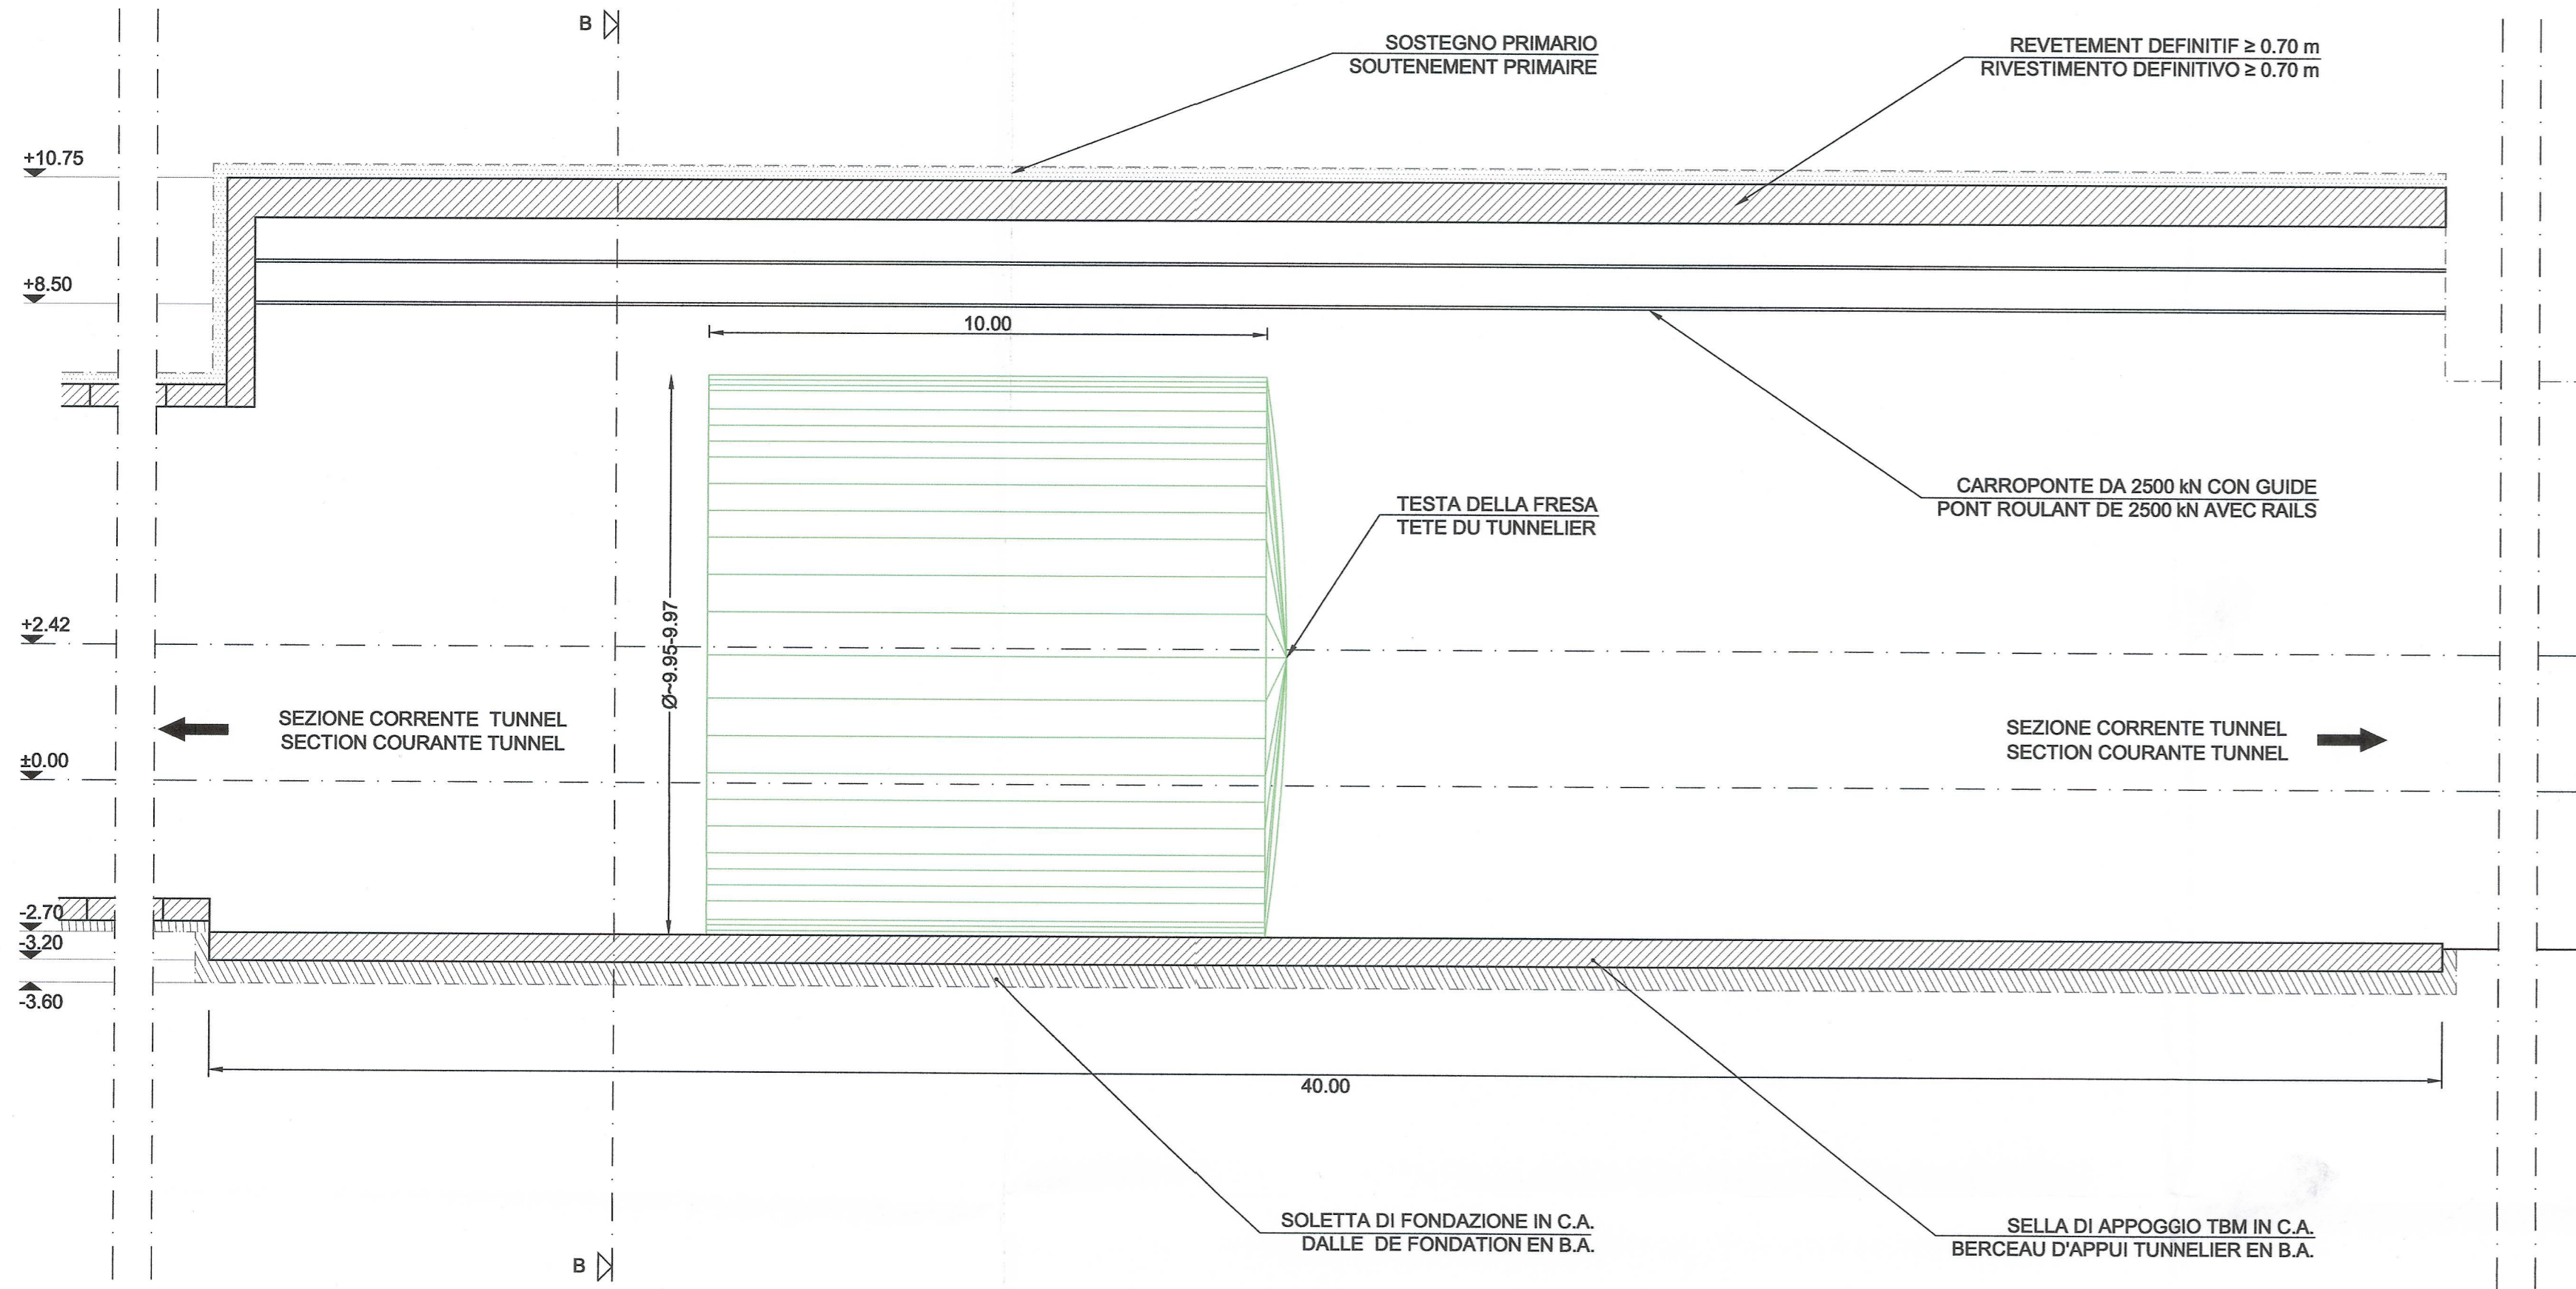 B
SOSTEGNO PRIMARIO
SOUTENEMENT PRIMAIRE
REVETEMENT DEFINITIF ≥ 0.70 m
RIVESTIMENTO DEFINITIVO ≥ 0.70 m
+10.75
+8.50
10.00
CARROPONTE DA 2500 kN CON GUIDE
PONT ROULANT DE 2500 kN AVEC RAILS
TESTA DELLA FRESA
TETE DU TUNNELIER
+2.42
Ø~9.95-9.97
SEZIONE CORRENTE TUNNEL
SECTION COURANTE TUNNEL
SEZIONE CORRENTE TUNNEL
SECTION COURANTE TUNNEL
±0.00
-2.70
-3.20
-3.60
40.00
SOLETTA DI FONDAZIONE IN C.A.
DALLE DE FONDATION EN B.A.
SELLA DI APPOGGIO TBM IN C.A.
BERCEAU D'APPUI TUNNELIER EN B.A.
B